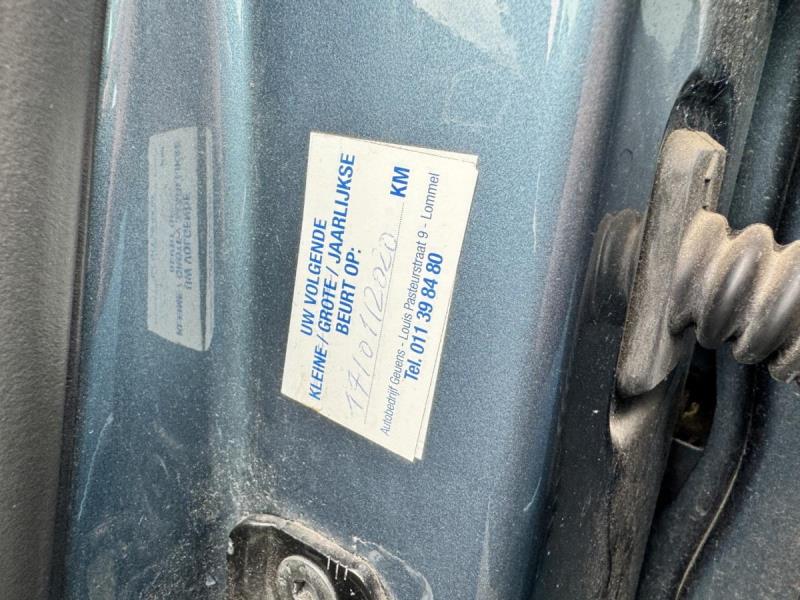 UW VOLGENDE
KLEINE / GROTE / JAARLIJKSE
BEURT OP:
17/01/2020 KM
Autobedrijf Geuens - Louis Pasteurstraat 9 - Lommel
Tel. 011 39 84 80